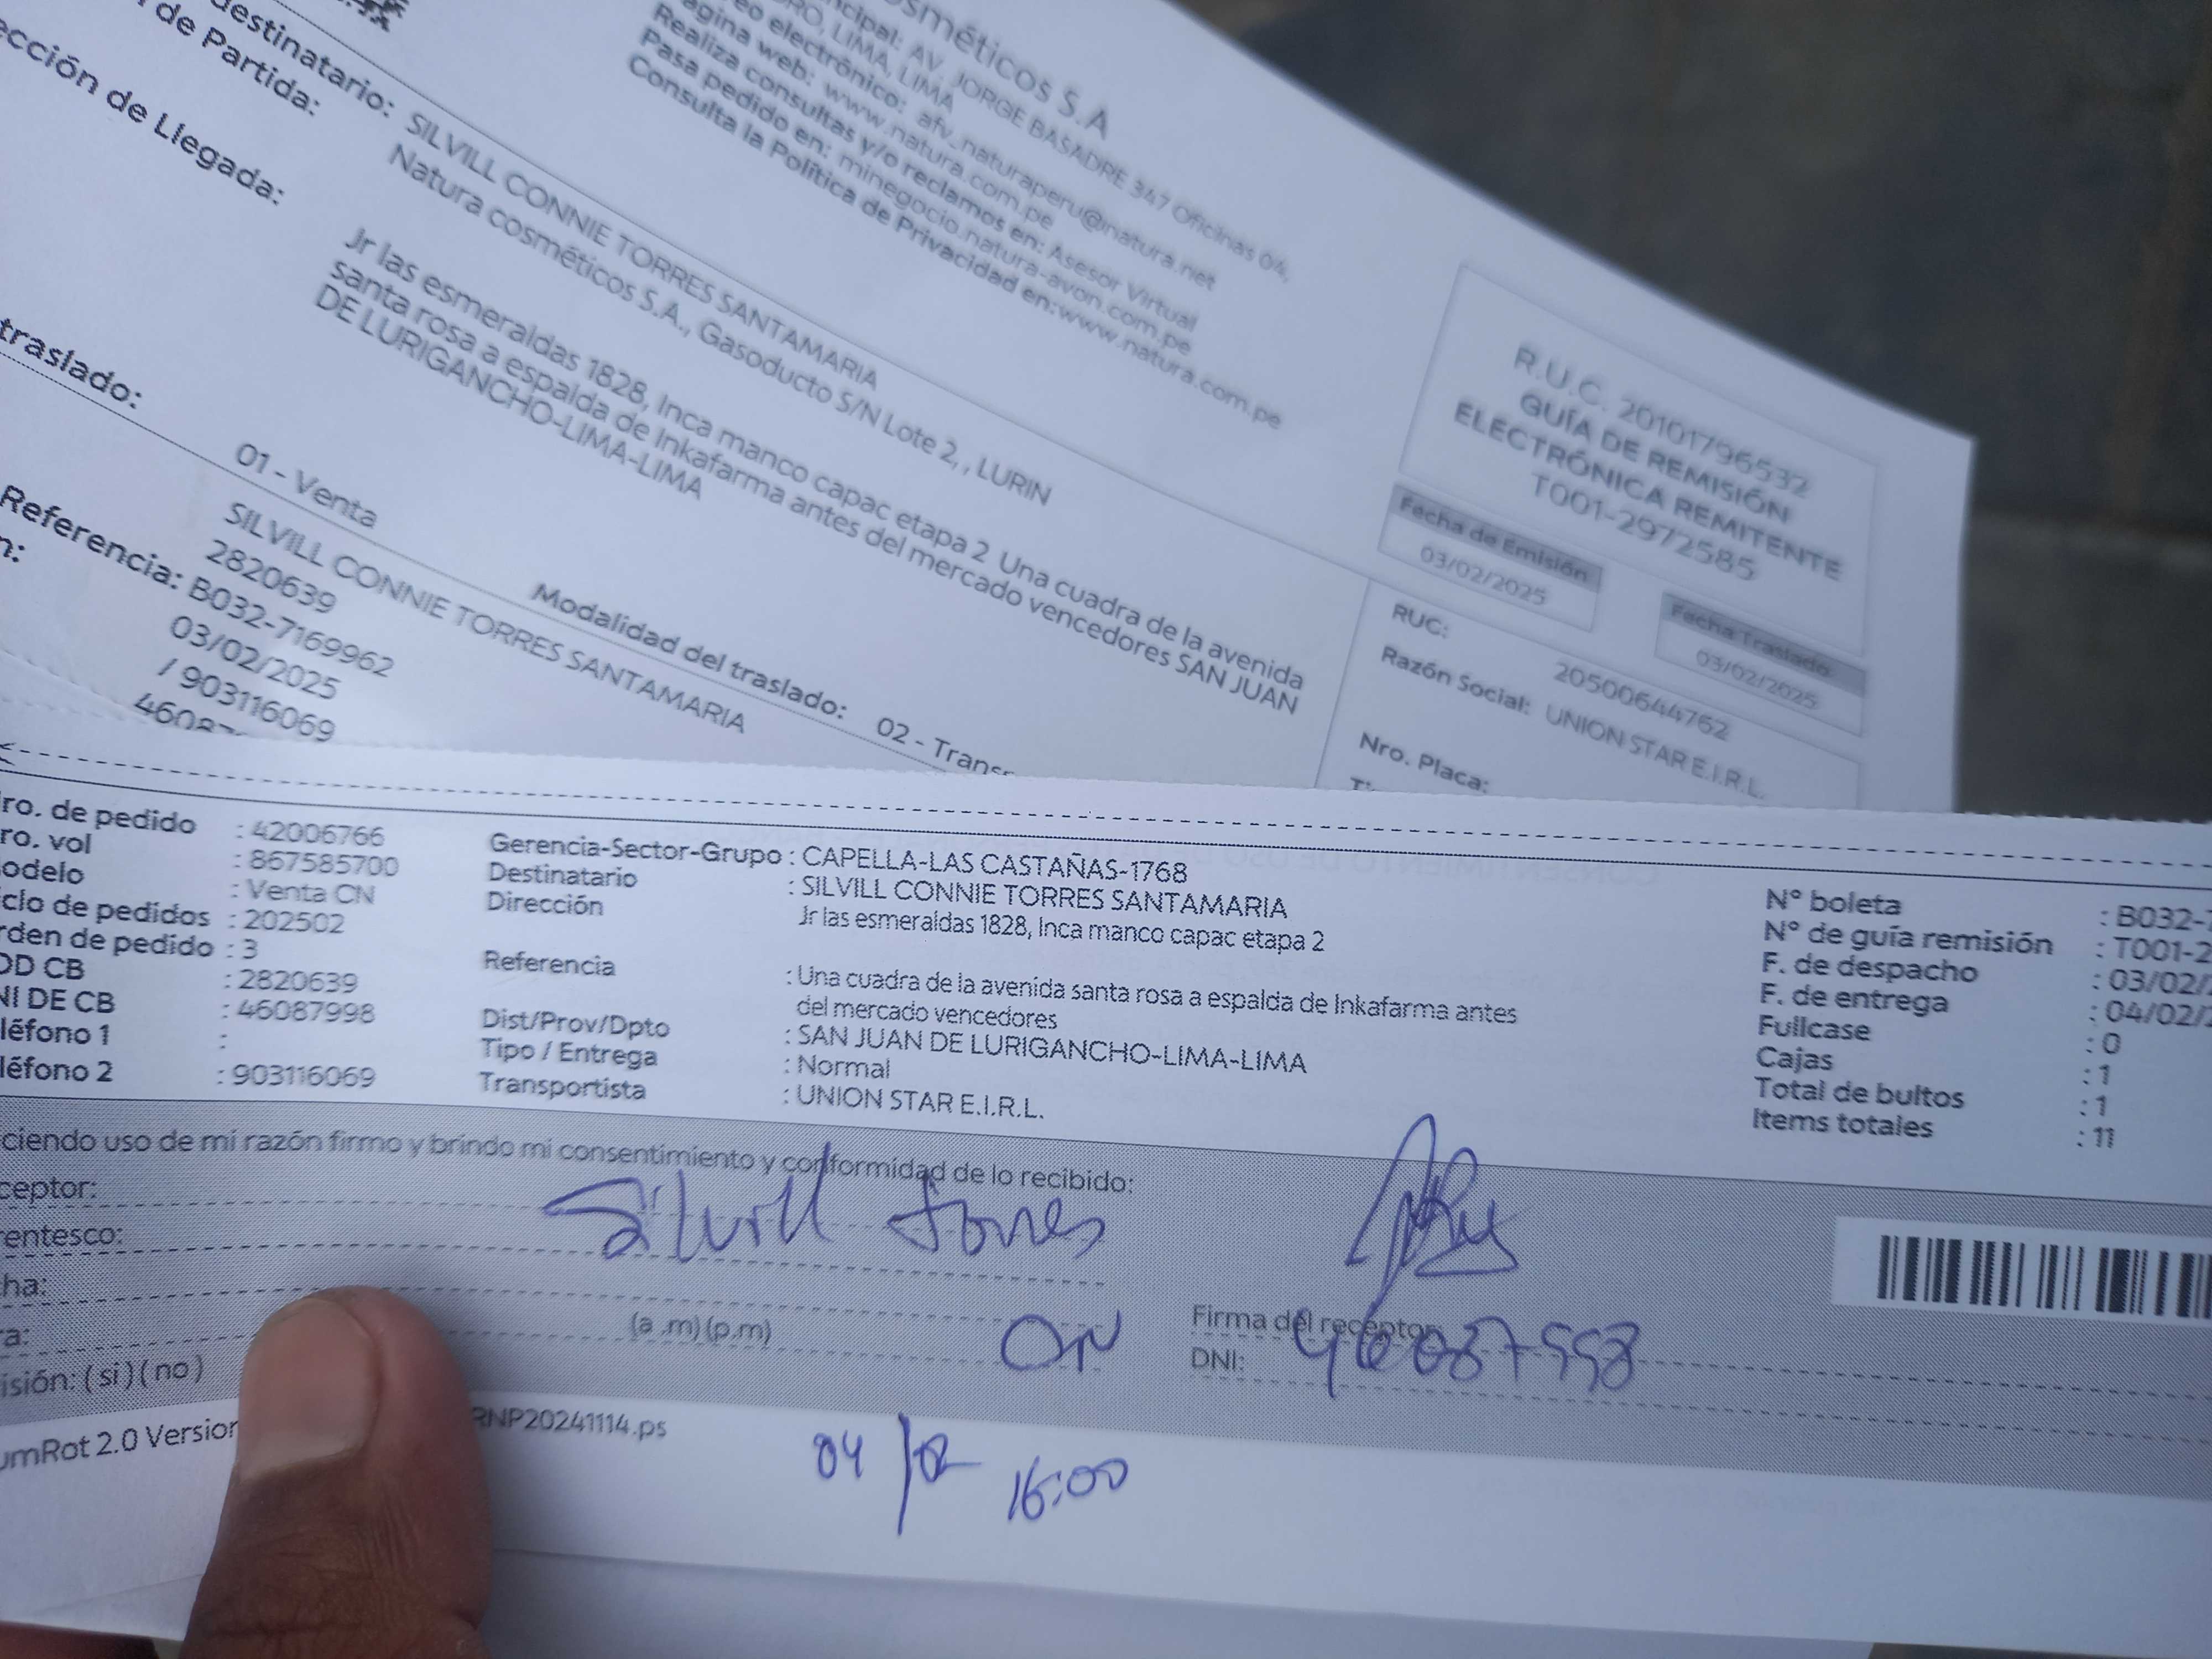 cosméticos S.A
ncipal: AV. JORGE BASADRE 347 Oficinas 04,
RO, LIMA, LIMA
eo electrónico: afv_naturaperu@natura.net
agina web: www.natura.com.pe
Realiza consultas y/o reclamos en: Asesor Virtual
Pasa pedido en: minegocio.natura-avon.com.pe
Consulta la Política de Privacidad en:www.natura.com.pe
destinatario: SILVILL CONNIE TORRES SANTAMARIA
de Partida: Natura cosméticos S.A., Gasoducto S/N Lote 2, , LURIN
ección de Llegada: Jr las esmeraldas 1828, Inca manco capac etapa 2 Una cuadra de la avenida
santa rosa a espalda de Inkafarma antes del mercado vencedores SAN JUAN
DE LURIGANCHO-LIMA-LIMA
traslado: 01 - Venta Modalidad del traslado: 02 - Trans
SILVILL CONNIE TORRES SANTAMARIA
2820639
Referencia: B032-7169962
n: 03/02/2025
/ 903116069
46087
R.U.C. 20101796532
GUÍA DE REMISIÓN
ELECTRÓNICA REMITENTE
T001-2972585
Fecha de Emisión
03/02/2025
Fecha Traslado
03/02/2025
RUC: 20500644762
Razón Social: UNION STAR E.I.R.L.
Nro. Placa:
ro. de pedido : 42006766
ro. vol : 867585700
odelo : Venta CN
clo de pedidos : 202502
rden de pedido : 3
OD CB : 2820639
NI DE CB : 46087998
léfono 1 :
léfono 2 : 903116069
Gerencia-Sector-Grupo : CAPELLA-LAS CASTAÑAS-1768
Destinatario : SILVILL CONNIE TORRES SANTAMARIA
Dirección Jr las esmeraldas 1828, Inca manco capac etapa 2
Referencia : Una cuadra de la avenida santa rosa a espalda de Inkafarma antes
del mercado vencedores
Dist/Prov/Dpto : SAN JUAN DE LURIGANCHO-LIMA-LIMA
Tipo / Entrega : Normal
Transportista : UNION STAR E.I.R.L.
N° boleta : B032-
N° de guía remisión : T001-2
F. de despacho : 03/02/
F. de entrega : 04/02/
Fullcase : 0
Cajas : 1
Total de bultos : 1
Items totales : 11
ciendo uso de mi razón firmo y brindo mi consentimiento y conformidad de lo recibido:
ceptor: Silvill Torres
rentesco:
ha:
ra: (a .m) (p.m)
isión: ( si ) ( no )
Firma del receptor
DNI: 46087998
umRot 2.0 Version RNP20241114.ps
04/02 16:00